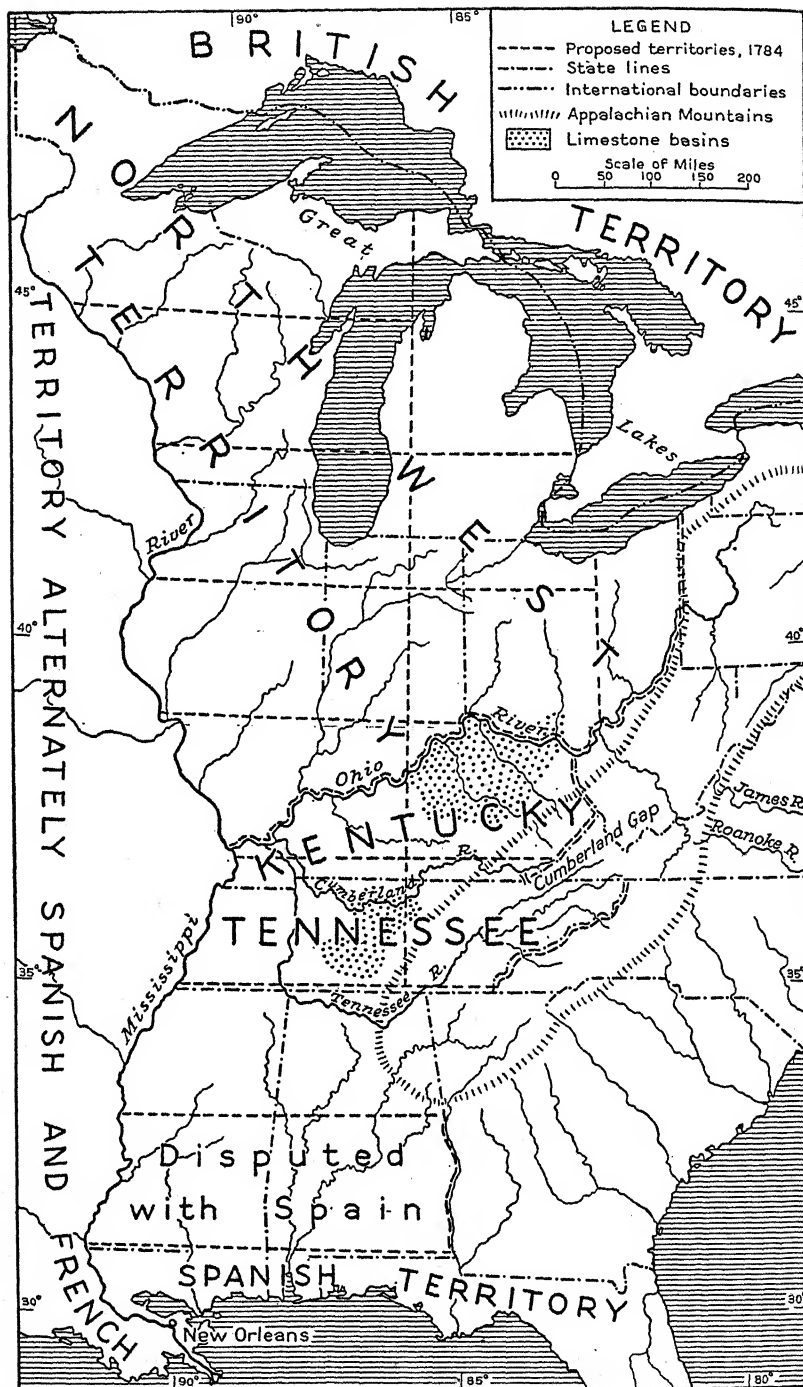 90° 85°
LEGEND
Proposed territories, 1784
State lines
International boundaries
Appalachian Mountains
Limestone basins
Scale of Miles
0 50 100 150 200
BRITISH
TERRITORY
NORTHWEST
TERRITORY
Great
Lakes
45° 45°
TERRITORY ALTERNATELY SPANISH AND
FRENCH
River
40° 40°
Ohio
River
KENTUCKY
James R.
Roanoke R.
Cumberland Gap
Cumberland
R.
TENNESSEE
Mississippi
35°
Tennessee R.
Disputed
with Spain
SPANISH TERRITORY
30° 30
New Orleans
90° 85° 80°